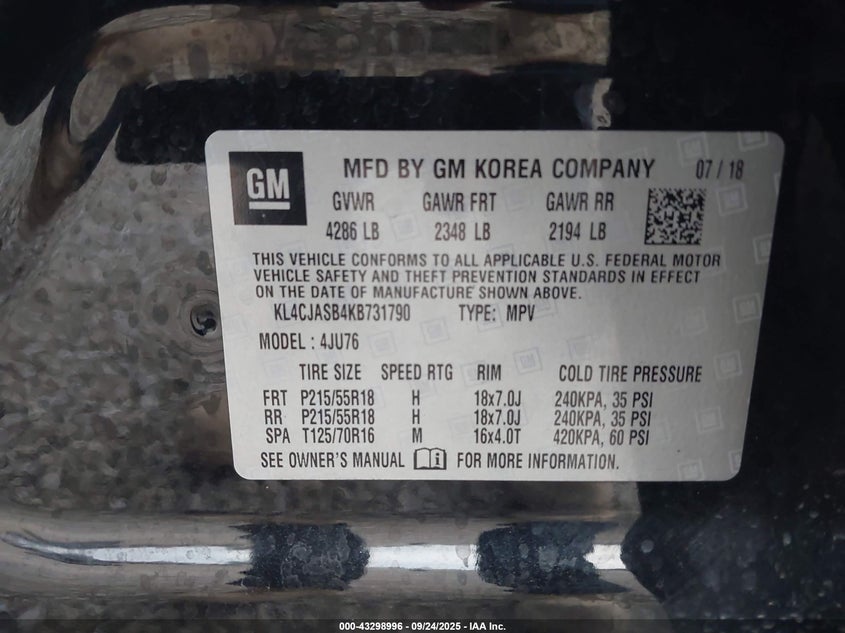 GM
MFD BY GM KOREA COMPANY 07 / 18
GVWR GAWR FRT GAWR RR
4286 LB 2348 LB 2194 LB
THIS VEHICLE CONFORMS TO ALL APPLICABLE U.S. FEDERAL MOTOR
VEHICLE SAFETY AND THEFT PREVENTION STANDARDS IN EFFECT
ON THE DATE OF MANUFACTURE SHOWN ABOVE.
KL4CJASB4KB731790 TYPE: MPV
MODEL : 4JU76
TIRE SIZE SPEED RTG RIM COLD TIRE PRESSURE
FRT P215/55R18 H 18x7.0J 240KPA, 35 PSI
RR P215/55R18 H 18x7.0J 240KPA, 35 PSI
SPA T125/70R16 M 16x4.0T 420KPA, 60 PSI
SEE OWNER'S MANUAL FOR MORE INFORMATION.
000-43298996 - 09/24/2025 - IAA Inc.